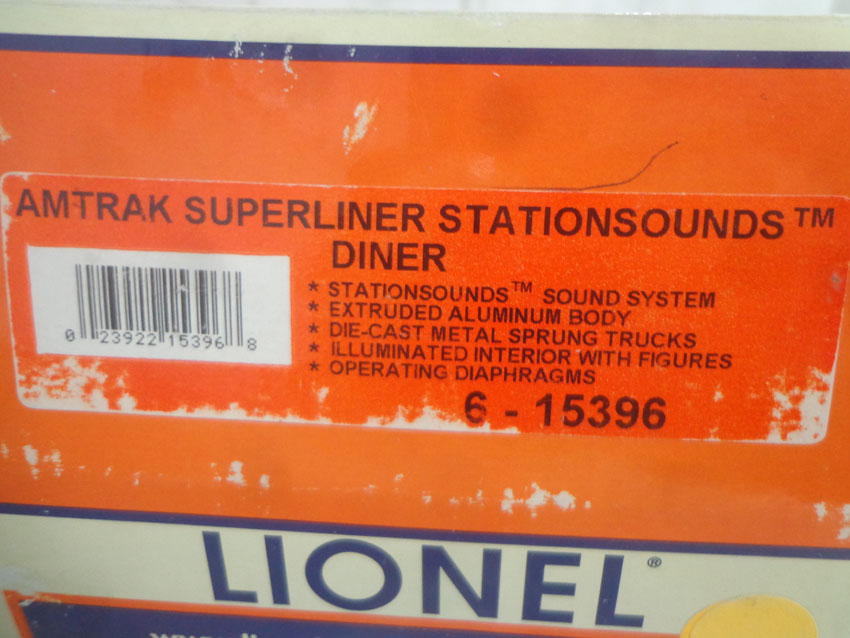 AMTRAK SUPERLINER STATIONSOUNDS™
DINER
* STATIONSOUNDS™ SOUND SYSTEM
* EXTRUDED ALUMINUM BODY
* DIE-CAST METAL SPRUNG TRUCKS
* ILLUMINATED INTERIOR WITH FIGURES
* OPERATING DIAPHRAGMS
0 23922 15396 8
6 - 15396
LIONEL®